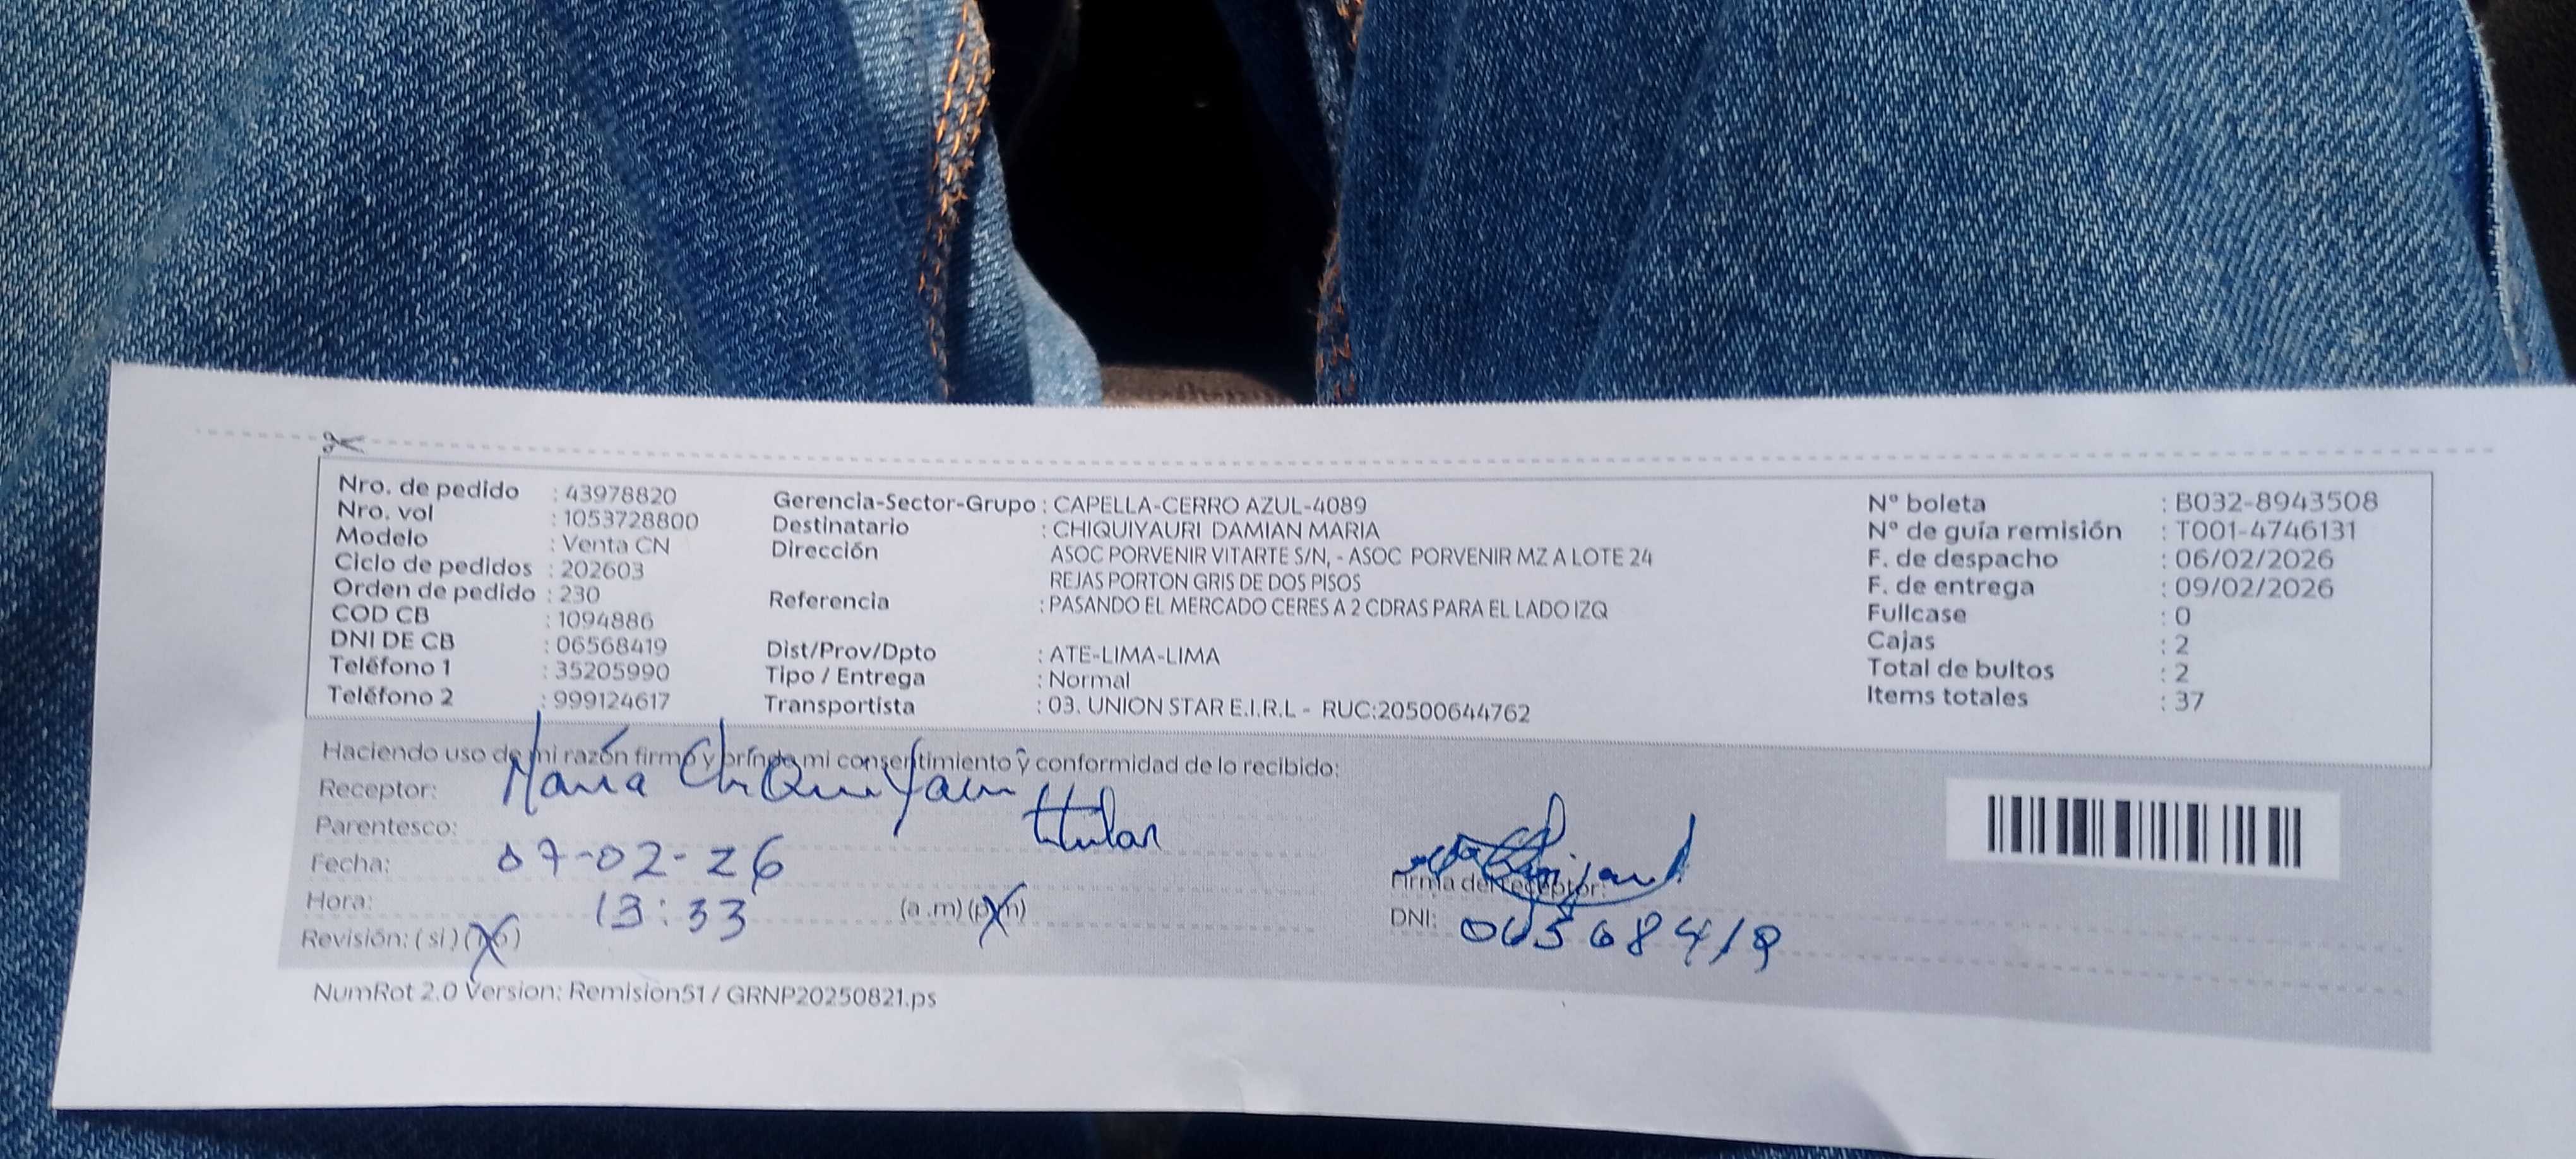 Nro. de pedido : 43978820
Nro. vol : 1053728800
Modelo : Venta CN
Ciclo de pedidos : 202603
Orden de pedido : 230
COD CB : 1094886
DNI DE CB : 06568419
Teléfono 1 : 35205990
Teléfono 2 : 999124617
Gerencia-Sector-Grupo : CAPELLA-CERRO AZUL-4089
Destinatario : CHIQUIYAURI DAMIAN MARIA
Dirección ASOC PORVENIR VITARTE S/N, - ASOC PORVENIR MZ A LOTE 24
REJAS PORTON GRIS DE DOS PISOS
Referencia : PASANDO EL MERCADO CERES A 2 CDRAS PARA EL LADO IZQ
Dist/Prov/Dpto : ATE-LIMA-LIMA
Tipo / Entrega : Normal
Transportista : 03. UNION STAR E.I.R.L - RUC:20500644762
Nº boleta : B032-8943508
Nº de guía remisión : T001-4746131
F. de despacho : 06/02/2026
F. de entrega : 09/02/2026
Fullcase : 0
Cajas : 2
Total de bultos : 2
Items totales : 37
Haciendo uso de mi razón firmo y brindo mi consentimiento y conformidad de lo recibido:
Receptor: Maria Chiquiyauri
Parentesco: titular
Fecha: 07-02-26
Hora: 13:33 (a.m) (p.m)
Revisión: ( si ) (no)
Firma del receptor:
DNI: 06568419
NumRot 2.0 Version: Remision51 / GRNP20250821.ps